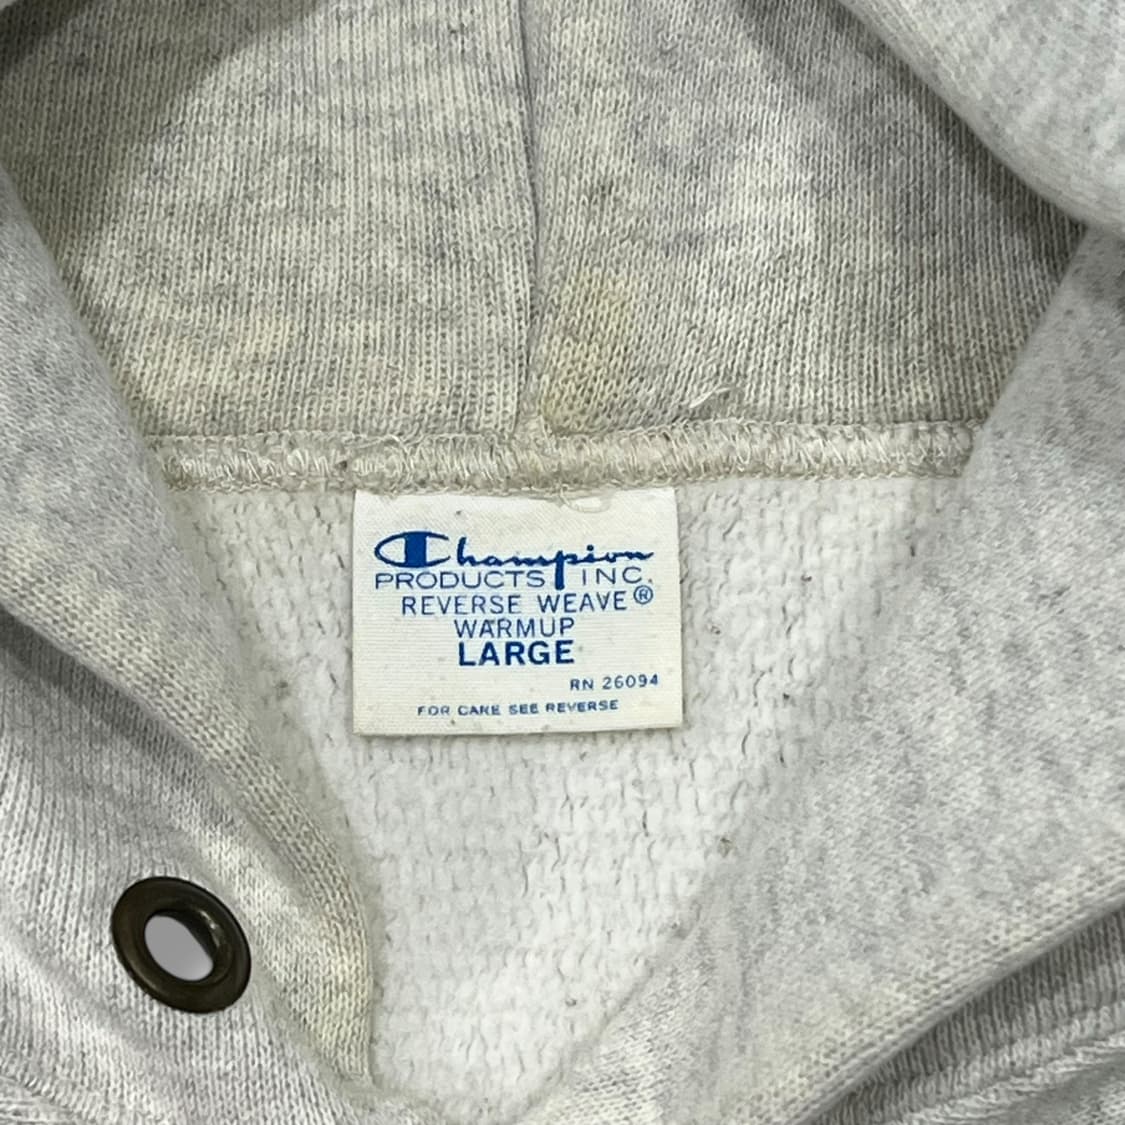 Champion
PRODUCTS INC.
REVERSE WEAVE®
WARMUP
LARGE
RN 26094
FOR CARE SEE REVERSE